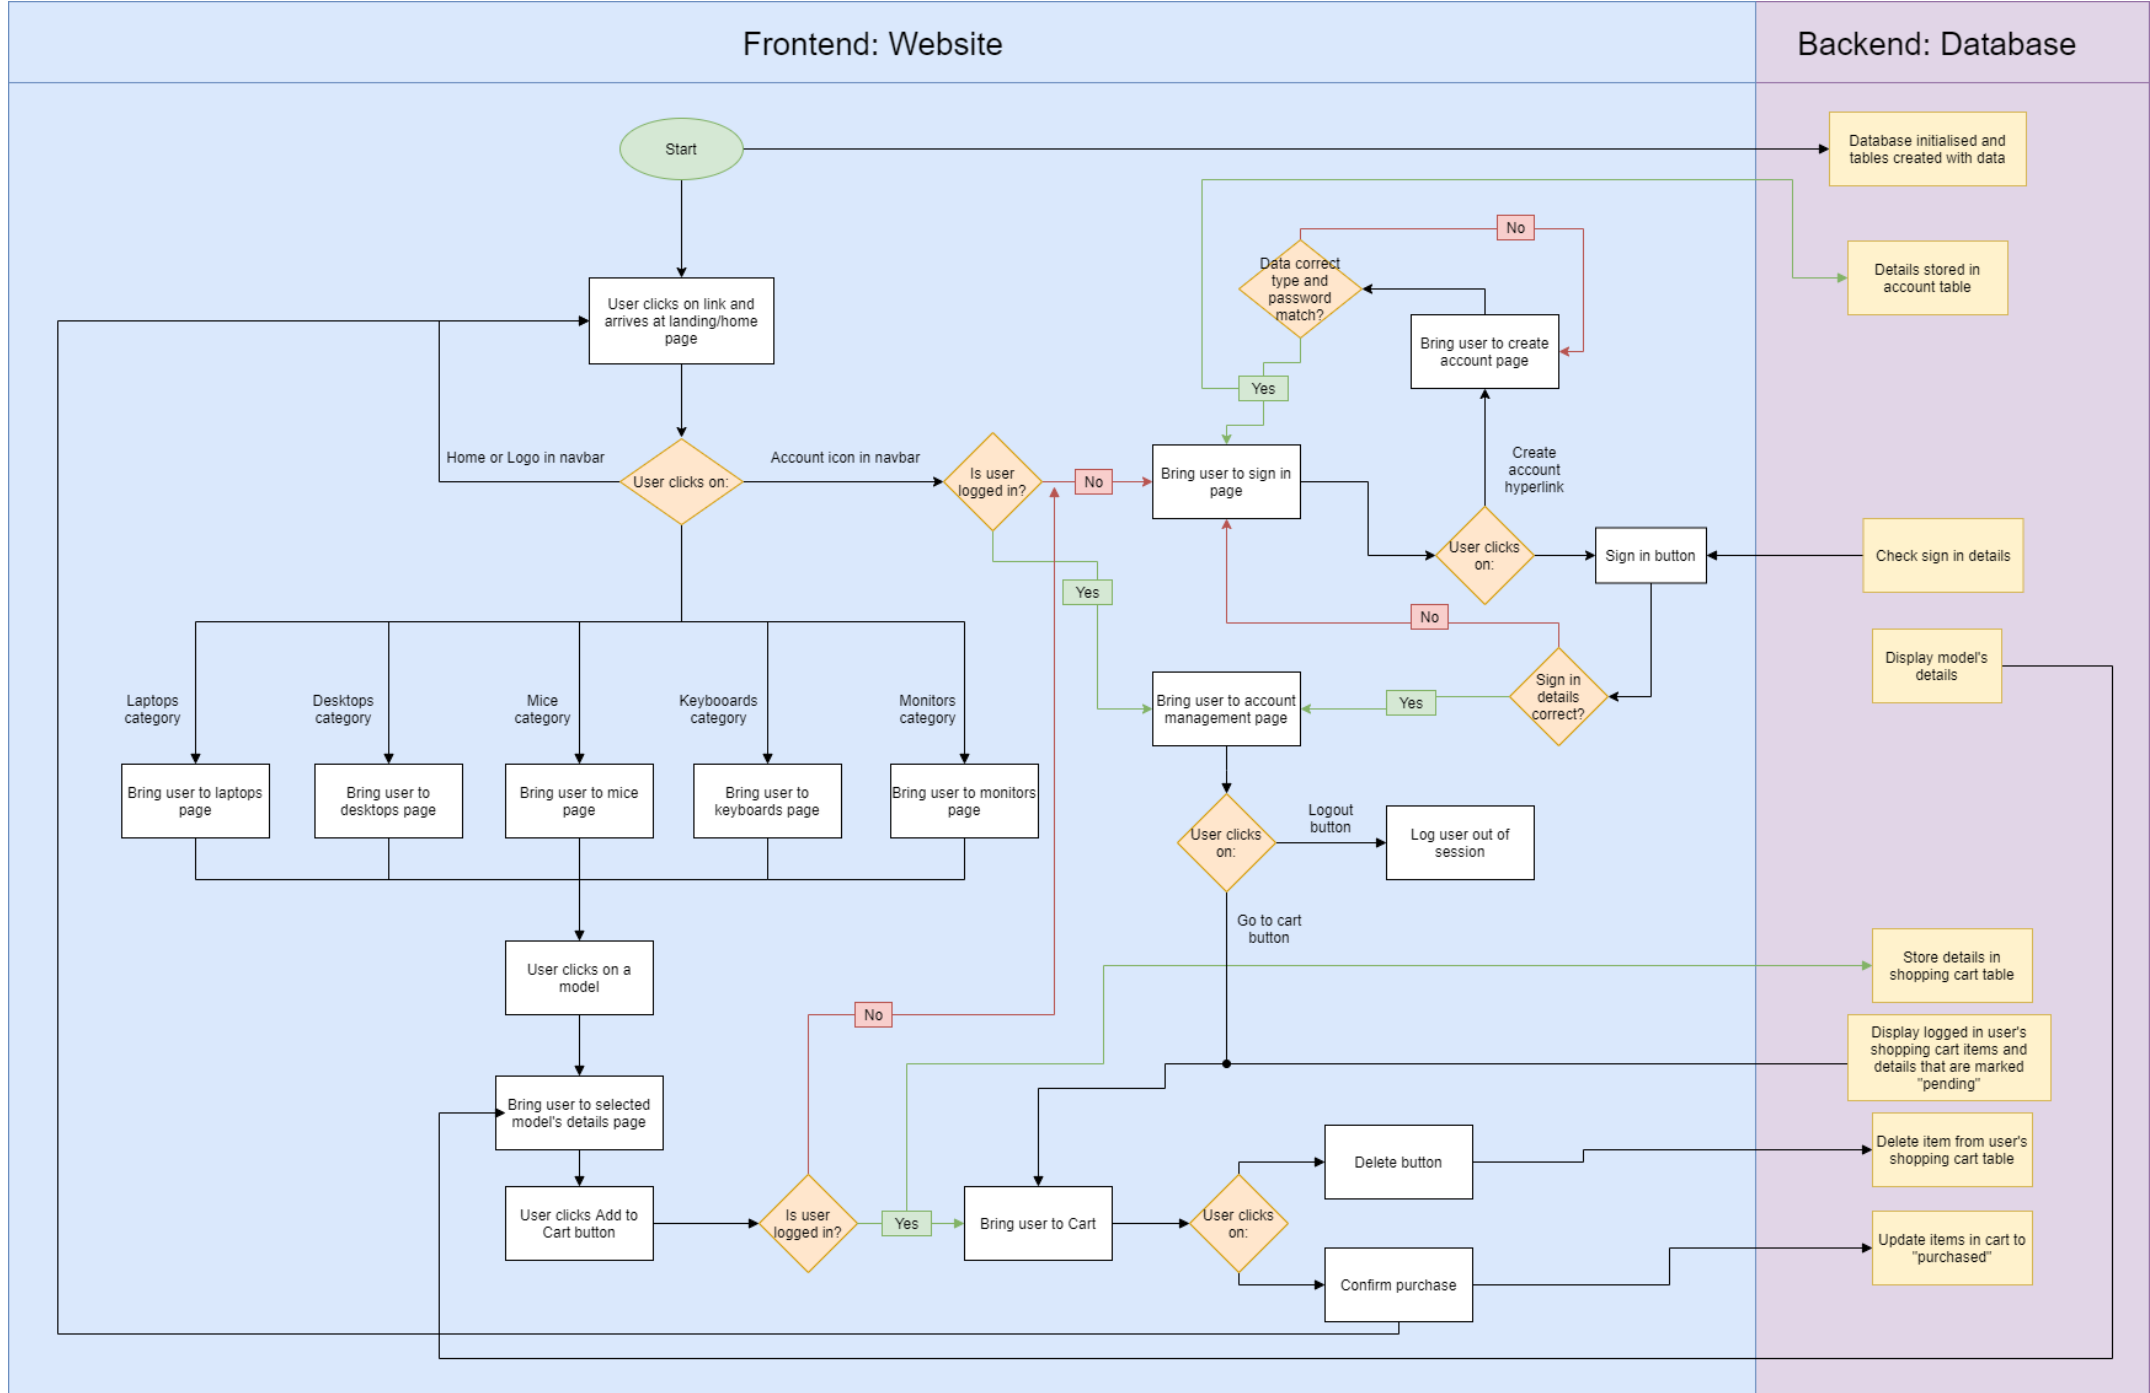 Frontend: Website
Backend: Database
Start
Database initialised and
tables created with data
No
Data correct
type and
password
match?
Details stored in
account table
User clicks on link and
arrives at landing/home
page
Bring user to create
account page
Yes
Home or Logo in navbar
User clicks on:
Account icon in navbar
Is user
logged in?
No
Bring user to sign in
page
Create
account
hyperlink
User clicks
on:
Sign in button
Check sign in details
Yes
No
Display model's
details
Laptops
category
Desktops
category
Mice
category
Keybooards
category
Monitors
category
Bring user to account
management page
Yes
Sign in
details
correct?
Bring user to laptops
page
Bring user to
desktops page
Bring user to mice
page
Bring user to
keyboards page
Bring user to monitors
page
User clicks
on:
Logout
button
Log user out of
session
Go to cart
button
User clicks on a
model
Store details in
shopping cart table
No
Display logged in user's
shopping cart items and
details that are marked
"pending"
Bring user to selected
model's details page
Delete button
Delete item from user's
shopping cart table
User clicks Add to
Cart button
Is user
logged in?
Yes
Bring user to Cart
User clicks
on:
Update items in cart to
"purchased"
Confirm purchase